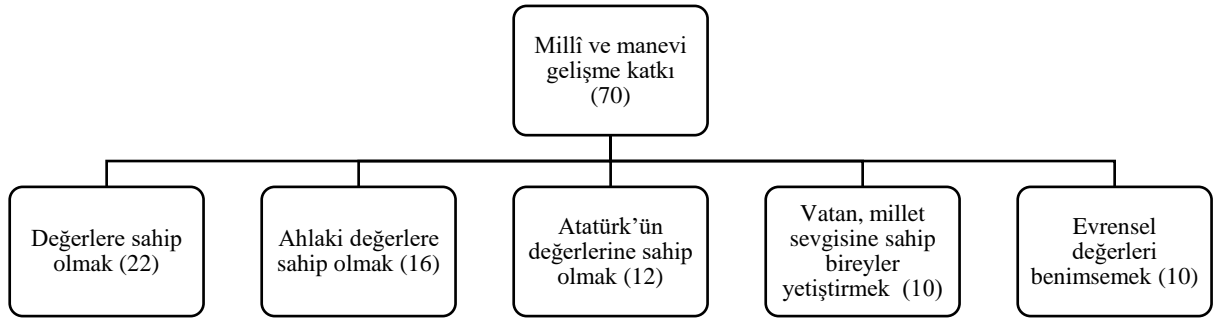 Millî ve manevi
gelişme katkı
(70)
Değerlere sahip
olmak (22)
Ahlaki değerlere
sahip olmak (16)
Atatürk’ün
değerlerine sahip
olmak (12)
Vatan, millet
sevgisine sahip
bireyler
yetiştirmek (10)
Evrensel
değerleri
benimsemek (10)